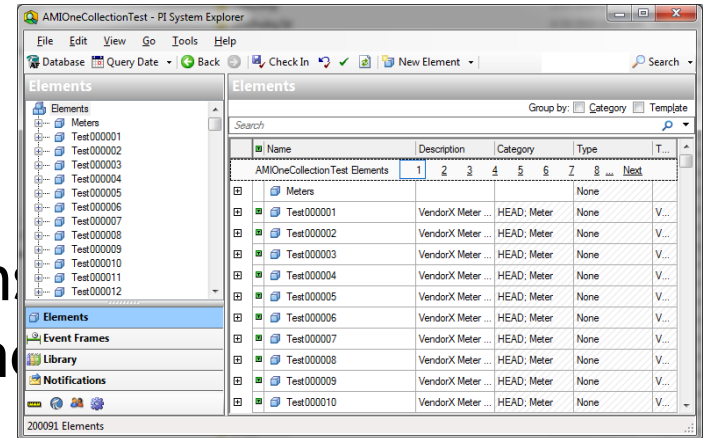 AMIOneCollectionTest - PI System Explorer
File Edit View Go Tools Help
Database Query Date Back Check In New Element Search
Elements
Elements
Meters
Test000001
Test000002
Test000003
Test000004
Test000005
Test000006
Test000007
Test000008
Test000009
Test000010
Test000011
Test000012
Elements
Event Frames
Library
Notifications
Elements
Group by: Category Template
Search
Name Description Category Type T...
AMIOneCollectionTest Elements 1 2 3 4 5 6 7 8 ... Next
Meters None
Test000001 VendorX Meter ... HEAD; Meter None V...
Test000002 VendorX Meter ... HEAD; Meter None V...
Test000003 VendorX Meter ... HEAD; Meter None V...
Test000004 VendorX Meter ... HEAD; Meter None V...
Test000005 VendorX Meter ... HEAD; Meter None V...
Test000006 VendorX Meter ... HEAD; Meter None V...
Test000007 VendorX Meter ... HEAD; Meter None V...
Test000008 VendorX Meter ... HEAD; Meter None V...
Test000009 VendorX Meter ... HEAD; Meter None V...
Test000010 VendorX Meter ... HEAD; Meter None V...
200091 Elements